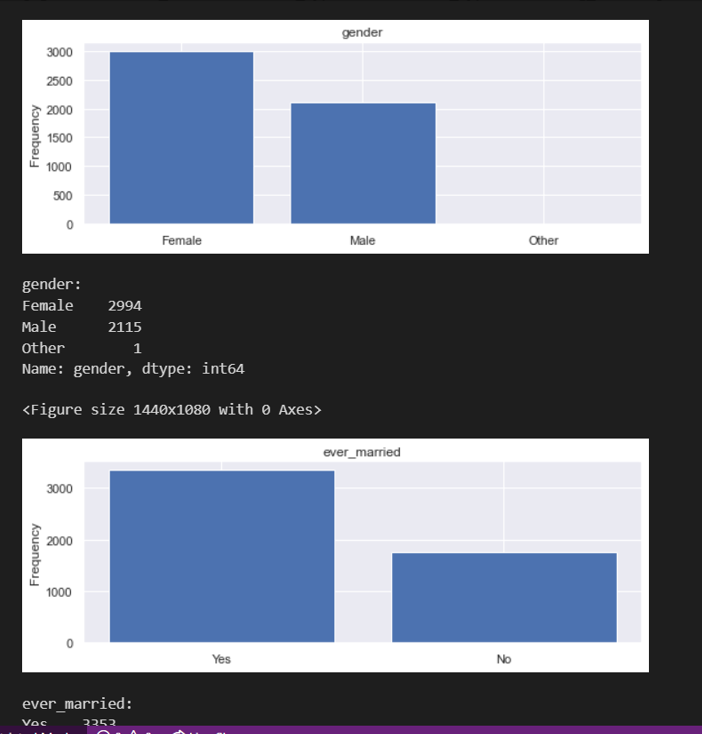 gender
3000
2500
2000
1500
1000
500
0
Frequency
Female Male Other
gender:
Female 2994
Male 2115
Other 1
Name: gender, dtype: int64
<Figure size 1440x1080 with 0 Axes>
ever_married
3000
2000
1000
0
Frequency
Yes No
ever_married:
Yes 3353